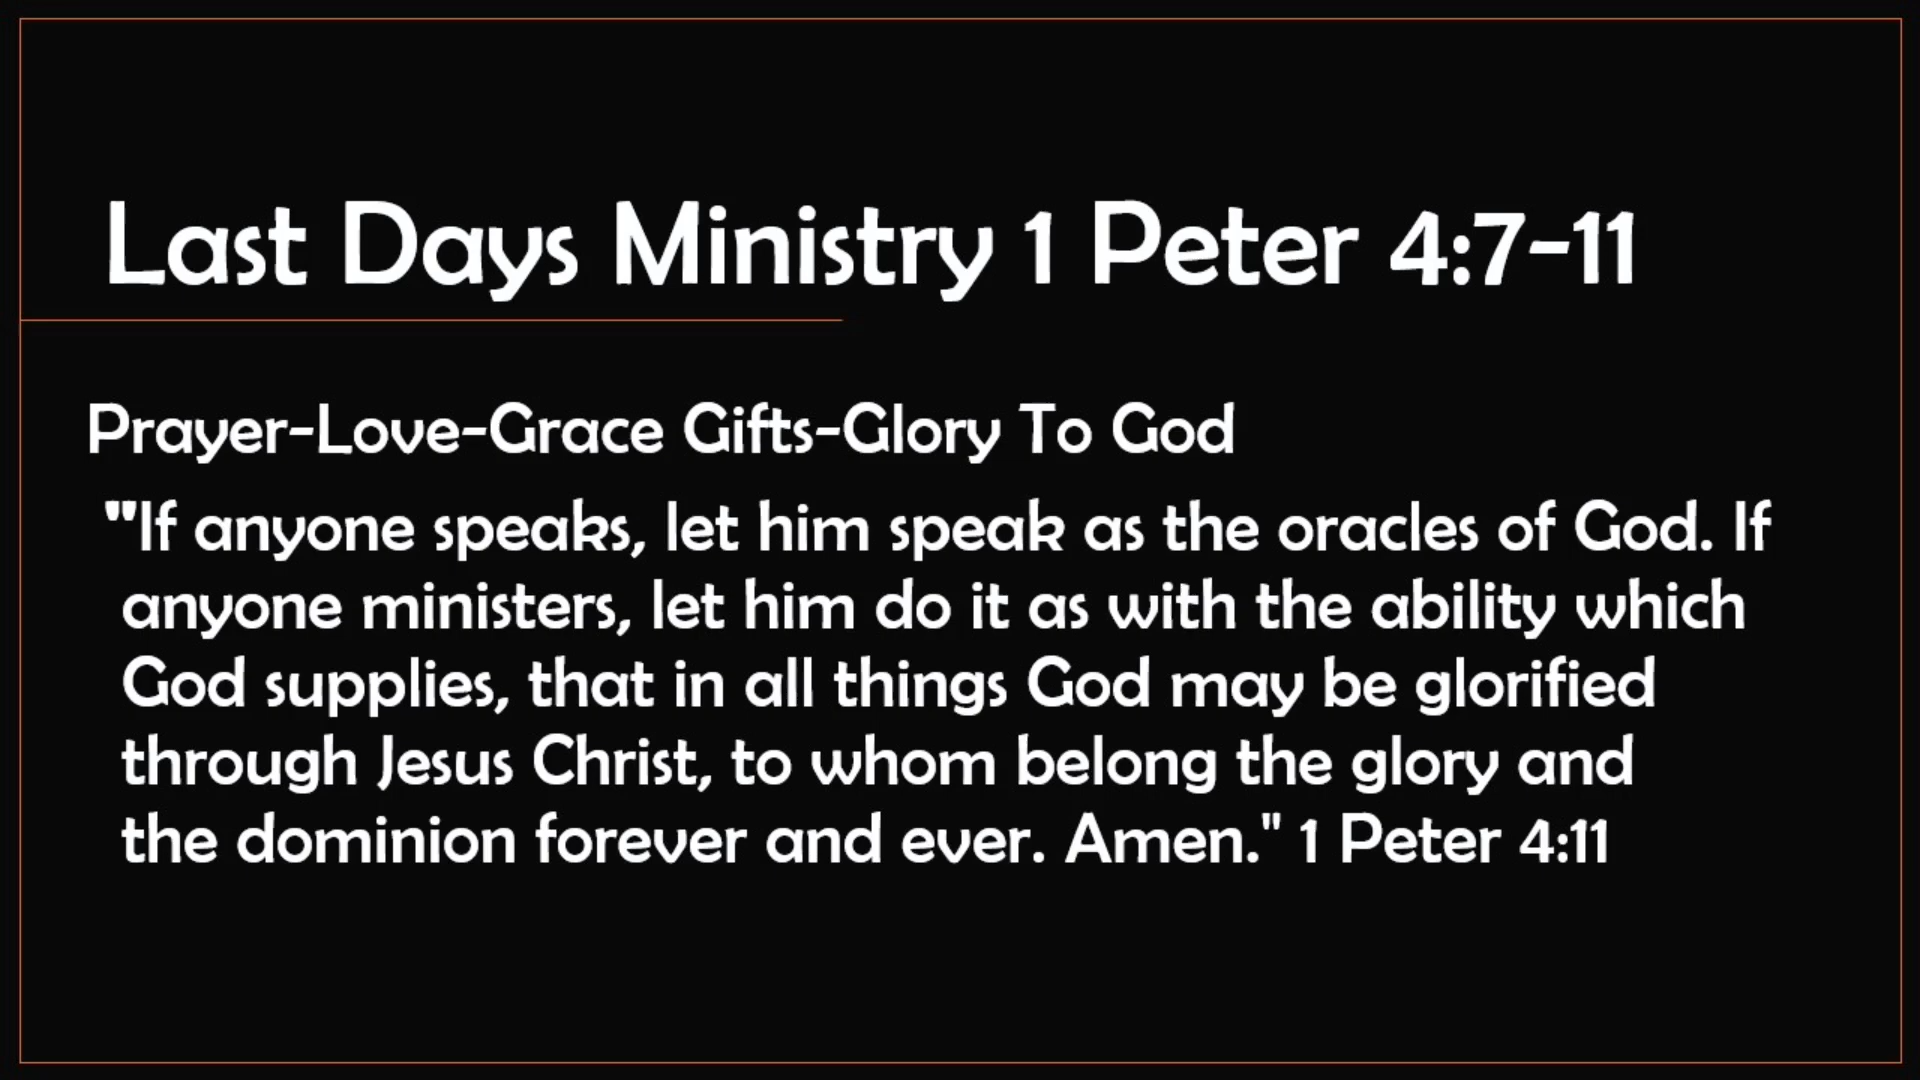 Last Days Ministry 1 Peter 4:7-11
Prayer-Love-Grace Gifts-Glory To God
"If anyone speaks, let him speak as the oracles of God. If
anyone ministers, let him do it as with the ability which
God supplies, that in all things God may be glorified
through Jesus Christ, to whom belong the glory and
the dominion forever and ever. Amen." 1 Peter 4:11